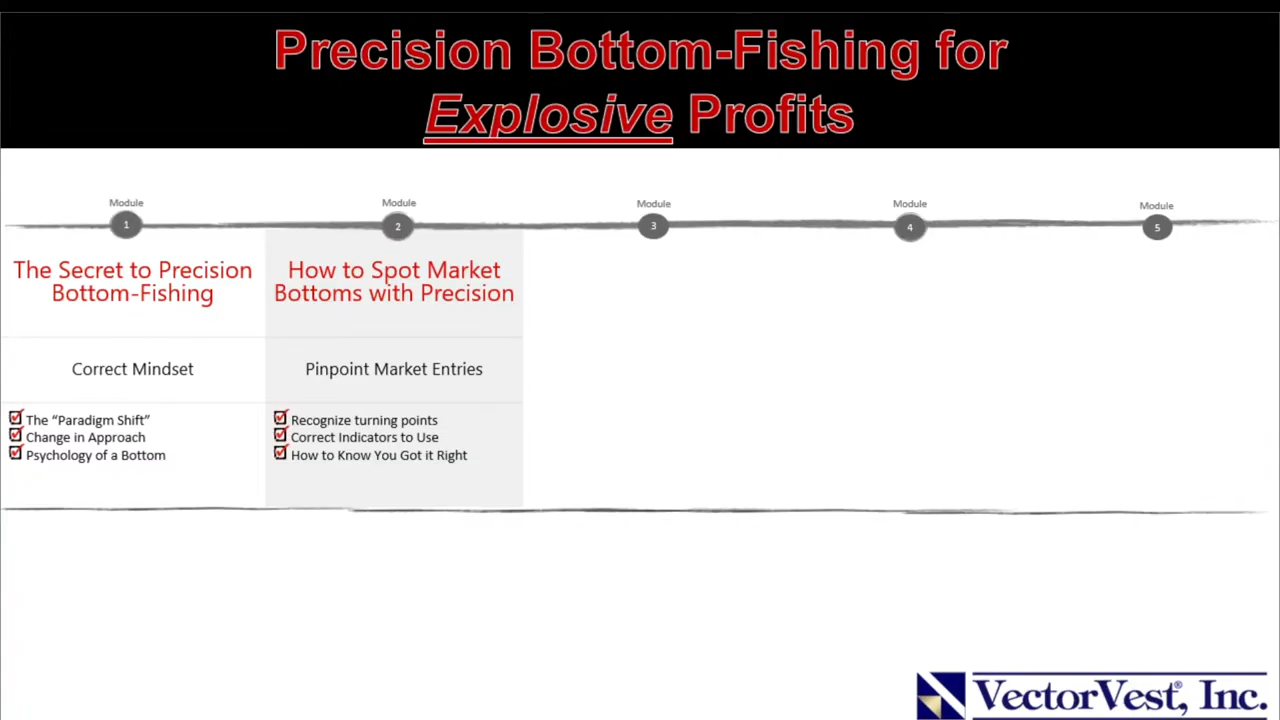 Precision Bottom-Fishing for
Explosive Profits
Module
1
Module
2
Module
3
Module
4
Module
5
The Secret to Precision
Bottom-Fishing
Correct Mindset
The “Paradigm Shift”
Change in Approach
Psychology of a Bottom
How to Spot Market
Bottoms with Precision
Pinpoint Market Entries
Recognize turning points
Correct Indicators to Use
How to Know You Got it Right
VectorVest®, Inc.